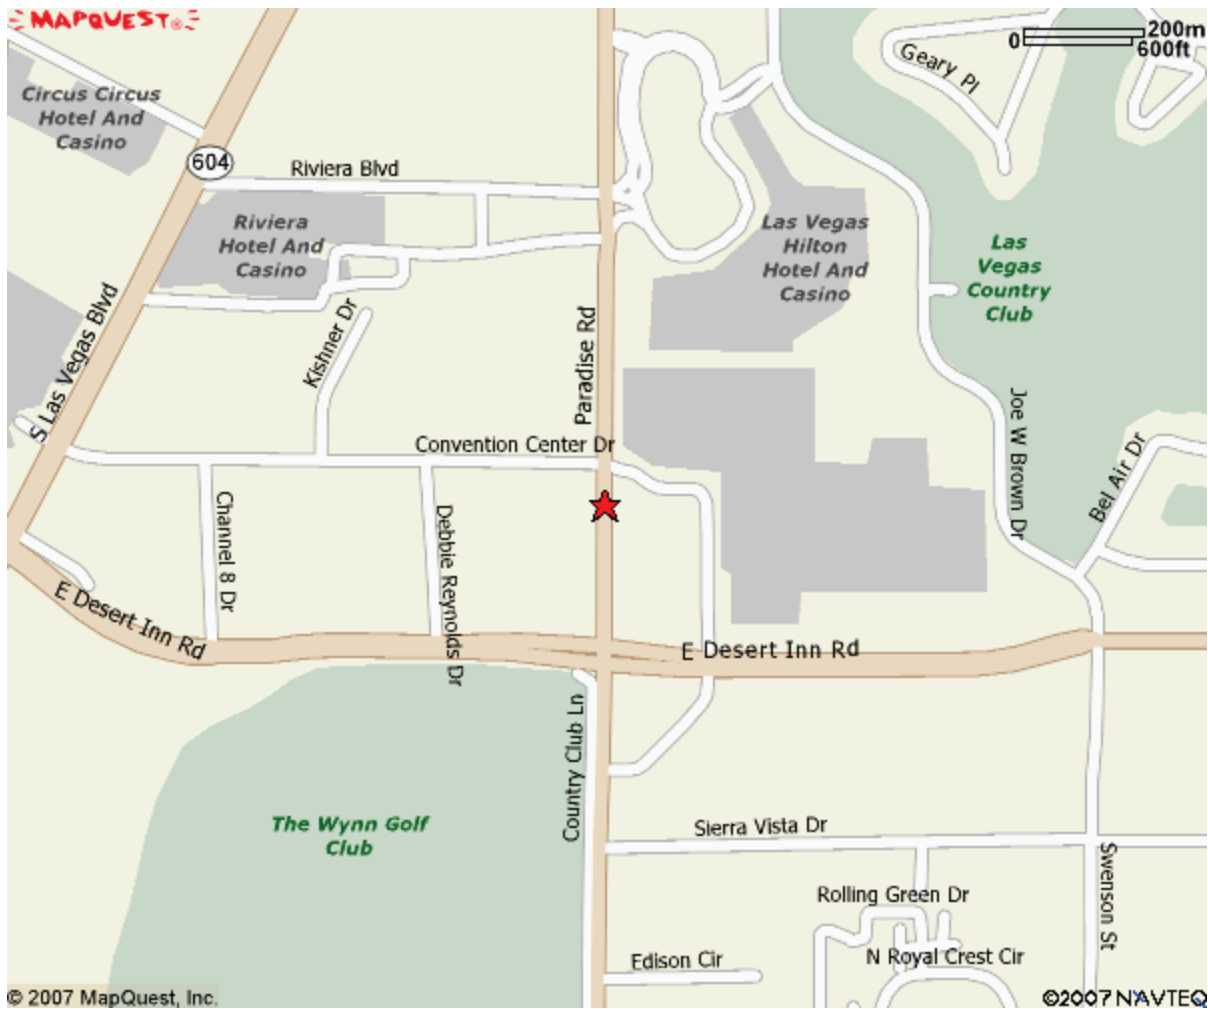 MAPQUEST®
0 200m
600ft
Geary Pl
Circus Circus
Hotel And
Casino
604
Riviera Blvd
Riviera
Hotel And
Casino
Las Vegas
Hilton
Hotel And
Casino
Las
Vegas
Country
Club
S Las Vegas Blvd
Kishner Dr
Paradise Rd
Convention Center Dr
Joe W Brown Dr
Bel Air Dr
Channel 8 Dr
Debbie Reynolds Dr
E Desert Inn Rd
E Desert Inn Rd
Country Club Ln
The Wynn Golf
Club
Sierra Vista Dr
Swenson St
Rolling Green Dr
N Royal Crest Cir
Edison Cir
© 2007 MapQuest, Inc.
©2007 NAVTEQ